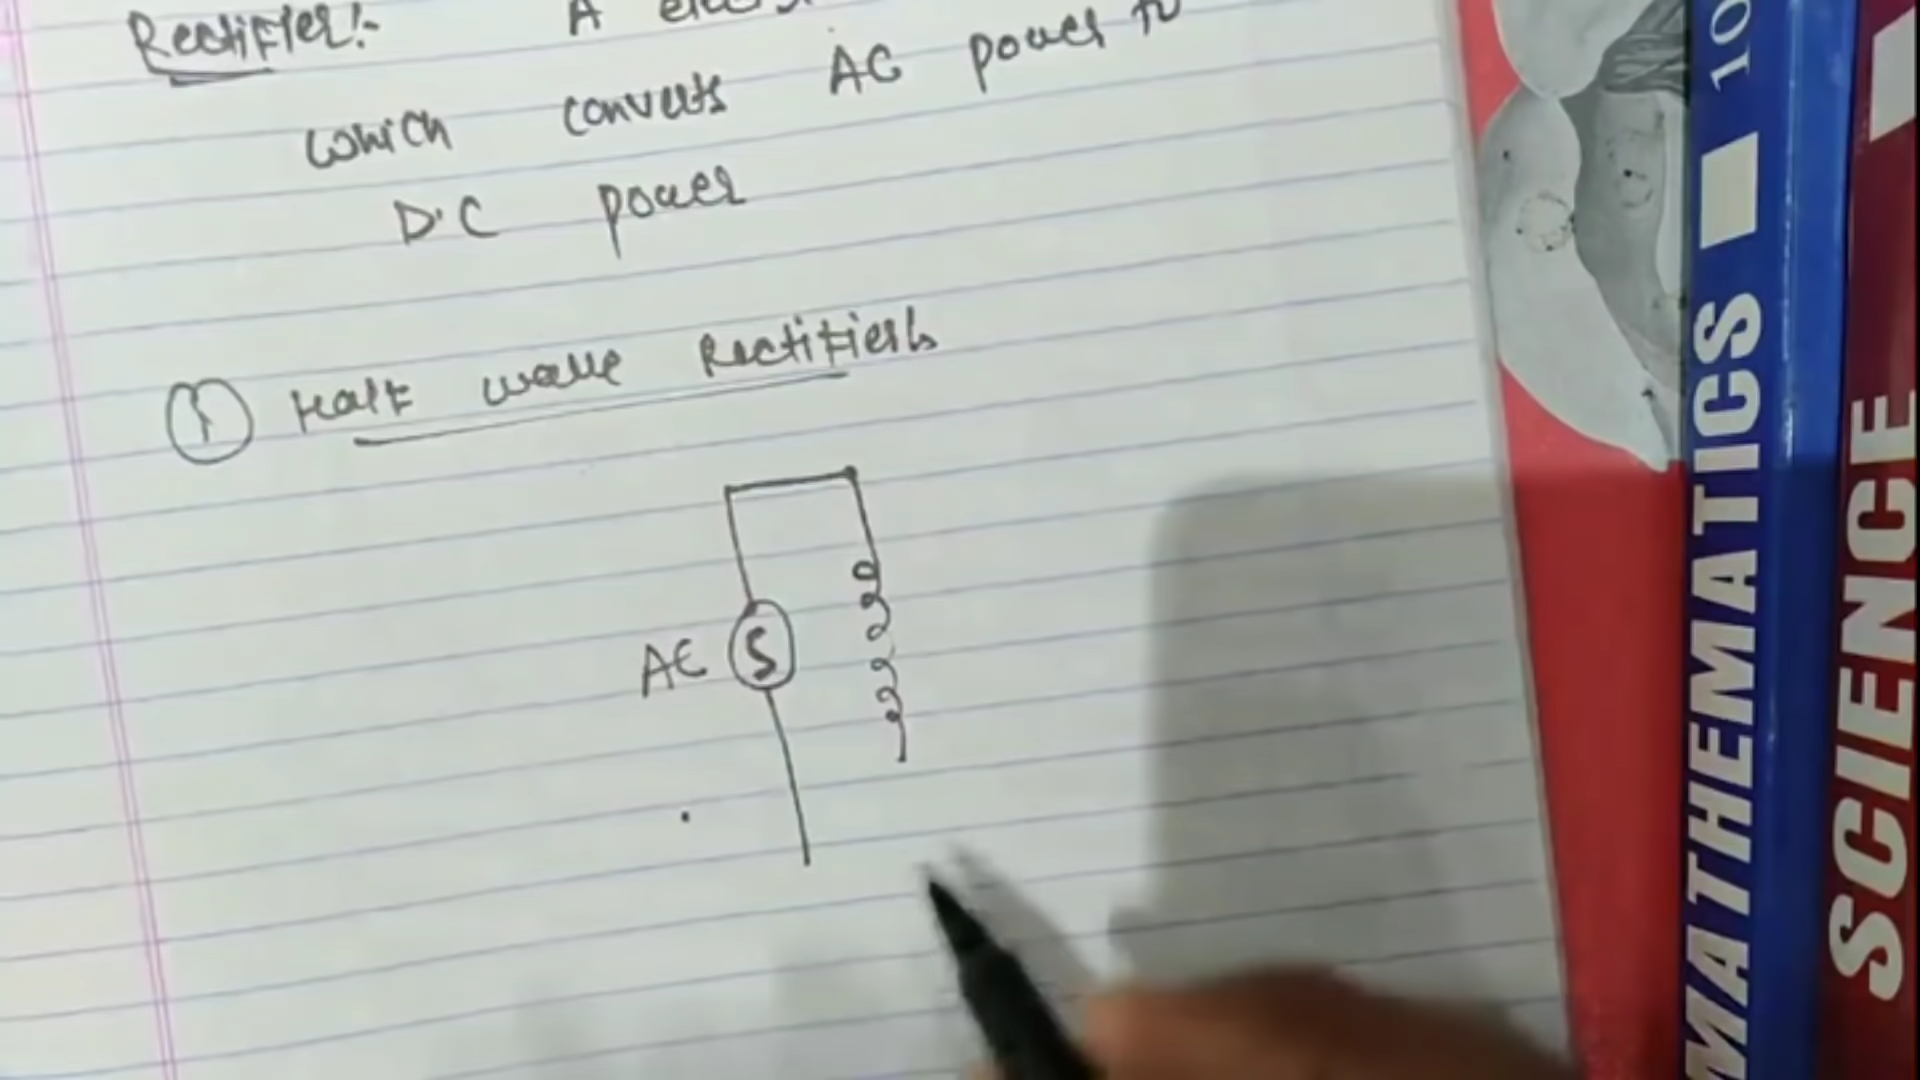 Rectifier:- A
which converts AC power to
D.C power
1 Half wave Rectifiers
AC S
10
MATHEMATICS
SCIENCE